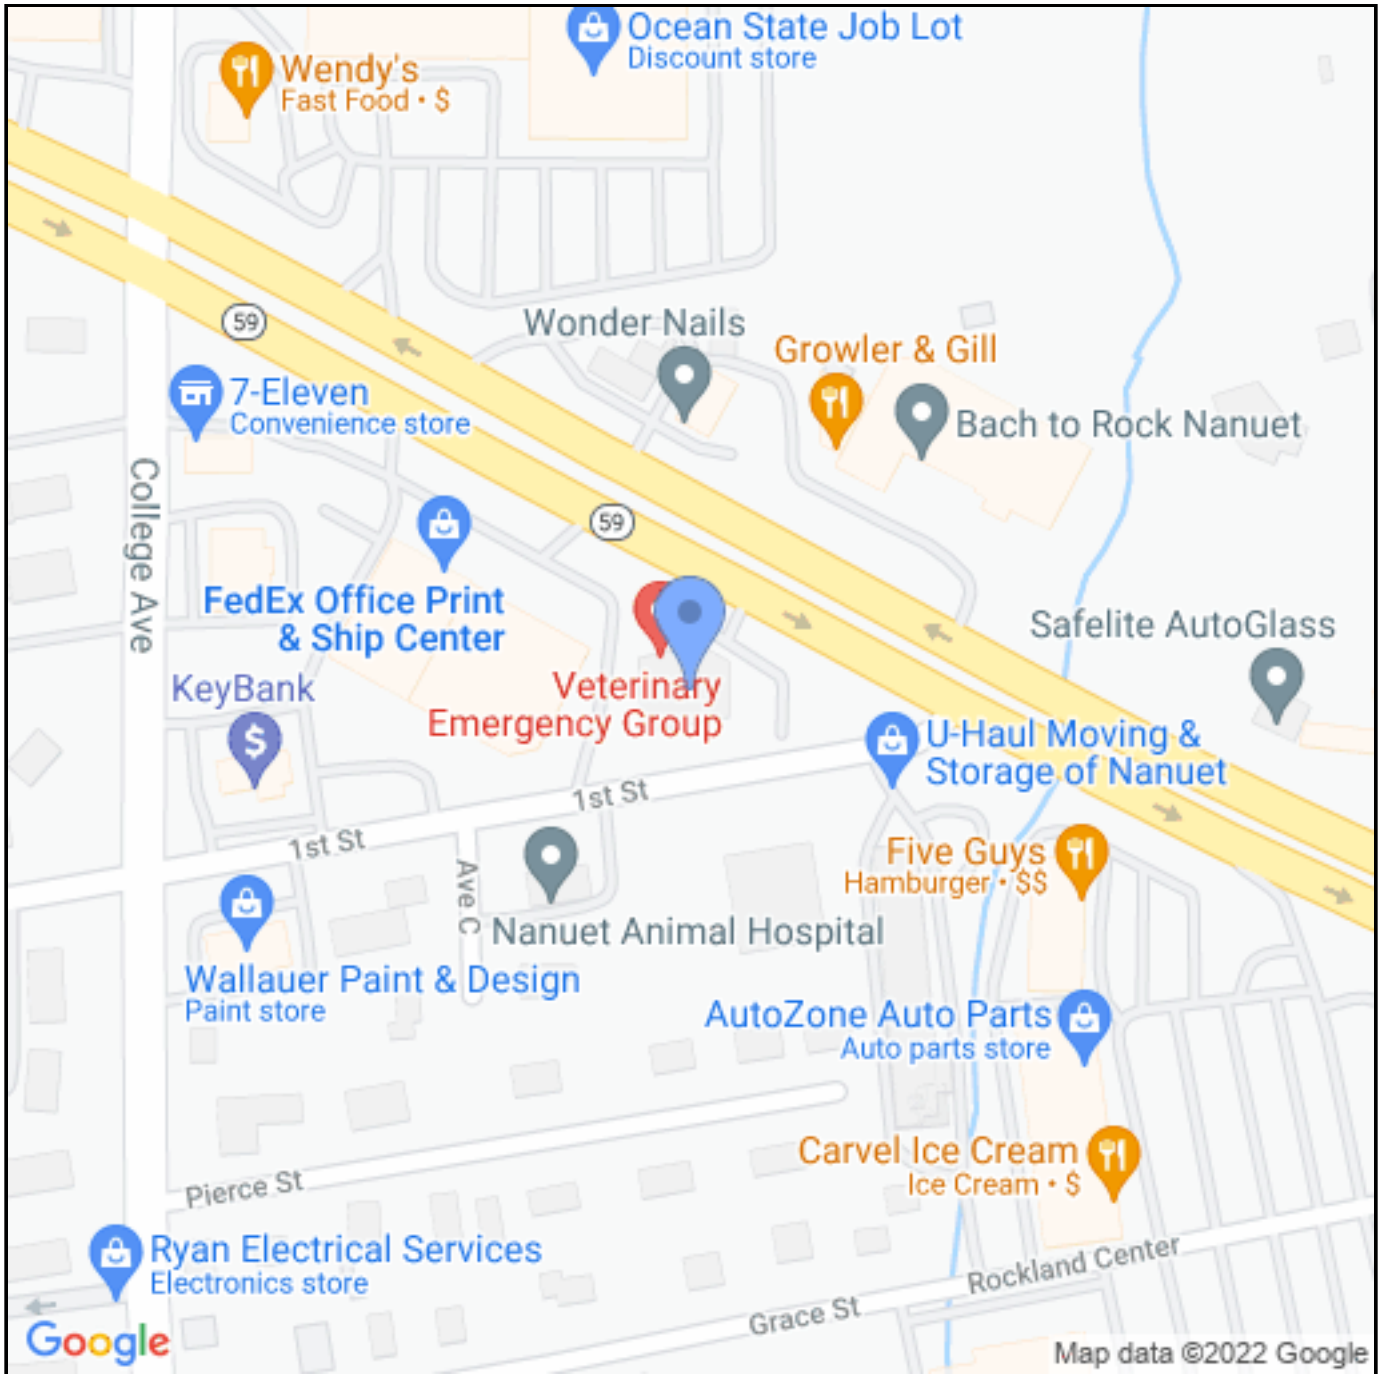 Ocean State Job Lot
Discount store
Wendy's
Fast Food • $
59
Wonder Nails
Growler & Gill
7-Eleven
Convenience store
Bach to Rock Nanuet
College Ave
59
FedEx Office Print
& Ship Center
Safelite AutoGlass
KeyBank
Veterinary
Emergency Group
U-Haul Moving &
Storage of Nanuet
1st St
1st St
Five Guys
Hamburger • $$
Ave C
Nanuet Animal Hospital
Wallauer Paint & Design
Paint store
AutoZone Auto Parts
Auto parts store
Carvel Ice Cream
Ice Cream • $
Pierce St
Ryan Electrical Services
Electronics store
Rockland Center
Grace St
Google
Map data ©2022 Google